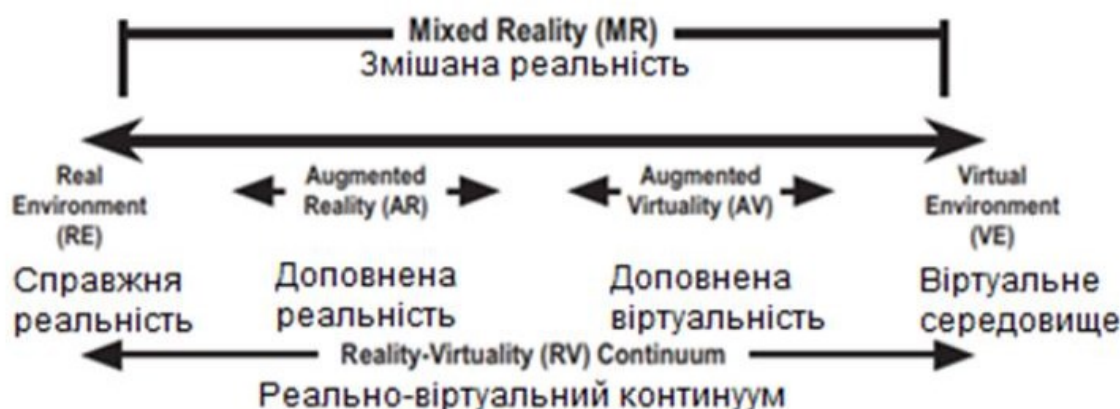 Mixed Reality (MR)
Змішана реальність
Real
Environment
(RE)
Augmented
Reality (AR)
Augmented
Virtuality (AV)
Virtual
Environment
(VE)
Справжня
реальність
Доповнена
реальність
Доповнена
віртуальність
Віртуальне
середовище
Reality-Virtuality (RV) Continuum
Реально-віртуальний континуум